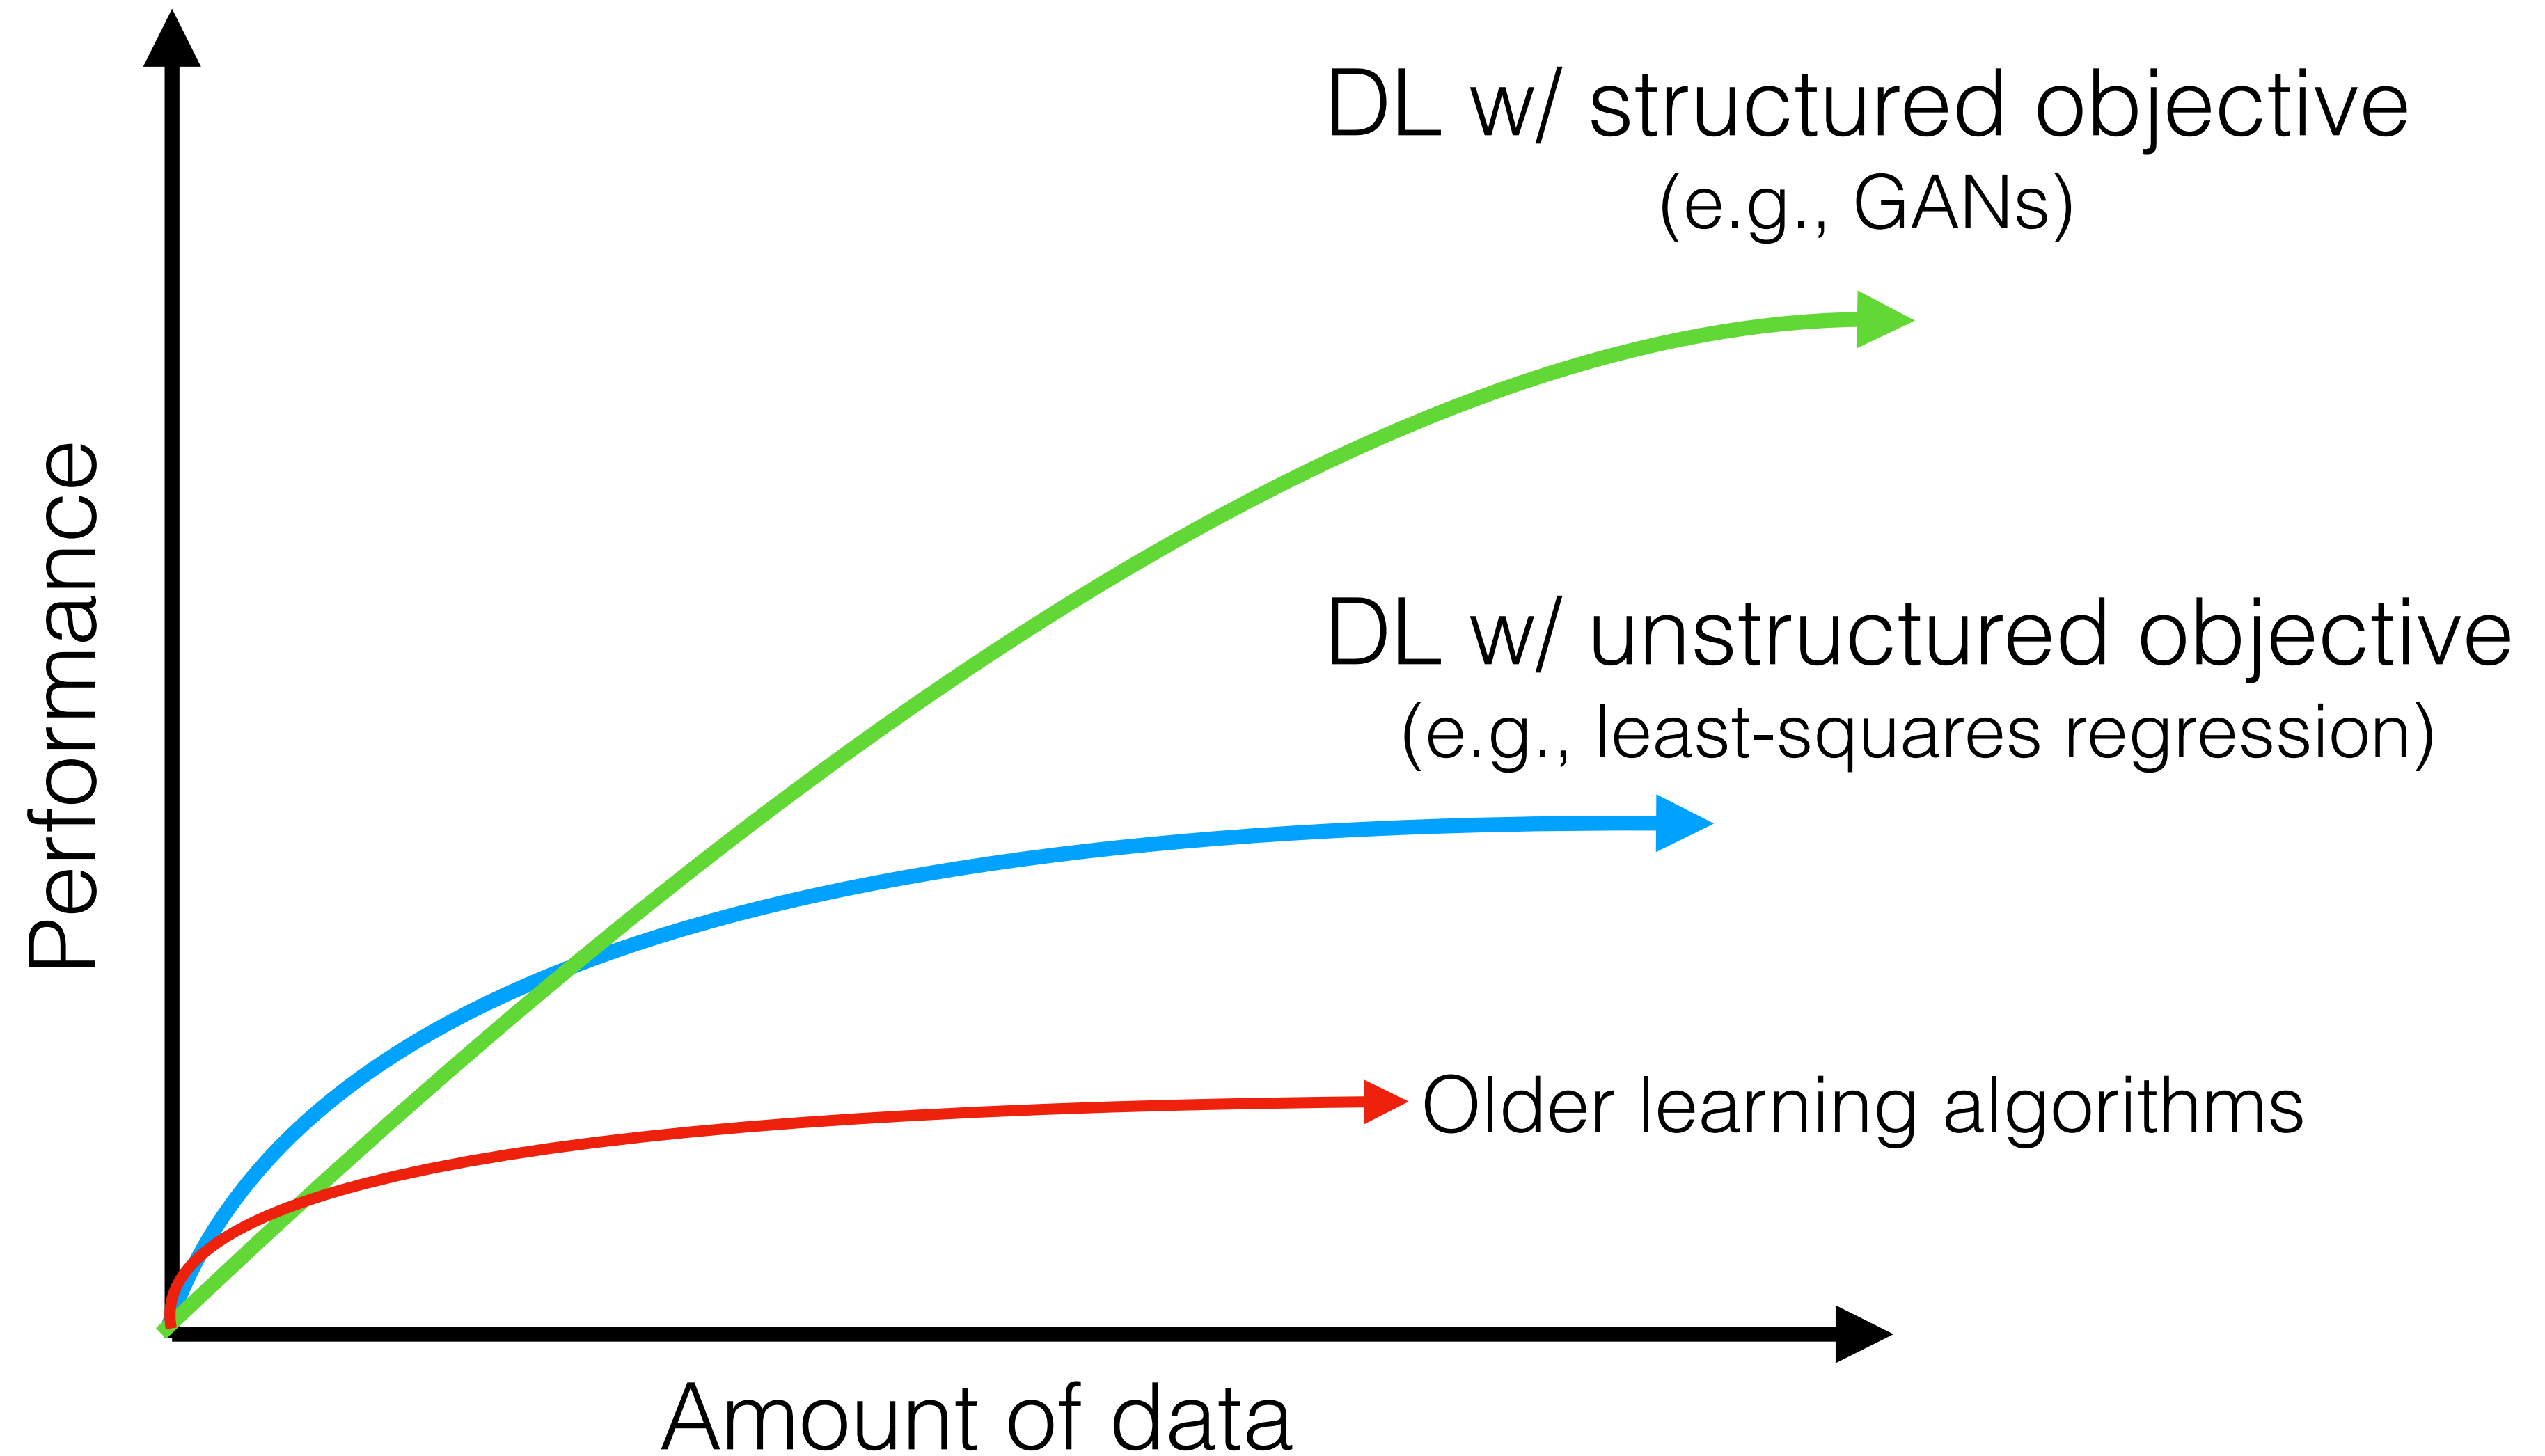 DL w/ structured objective
(e.g., GANs)
DL w/ unstructured objective
(e.g., least-squares regression)
Older learning algorithms
Performance
Amount of data